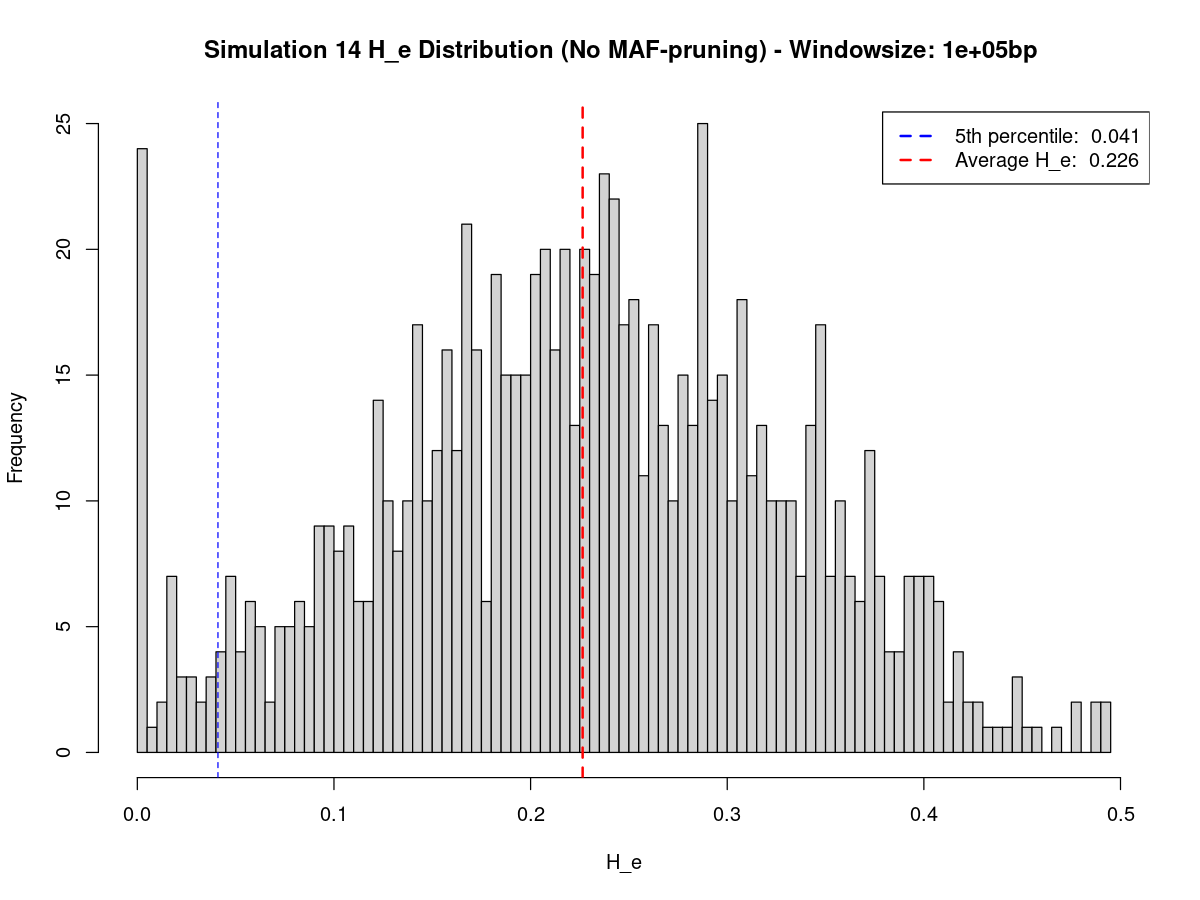 Simulation 14 H_e Distribution (No MAF-pruning) - Windowsize: 1e+05bp
5th percentile: 0.041
Average H_e: 0.226
Frequency
25
20
15
10
5
0
0.0 0.1 0.2 0.3 0.4 0.5
H_e